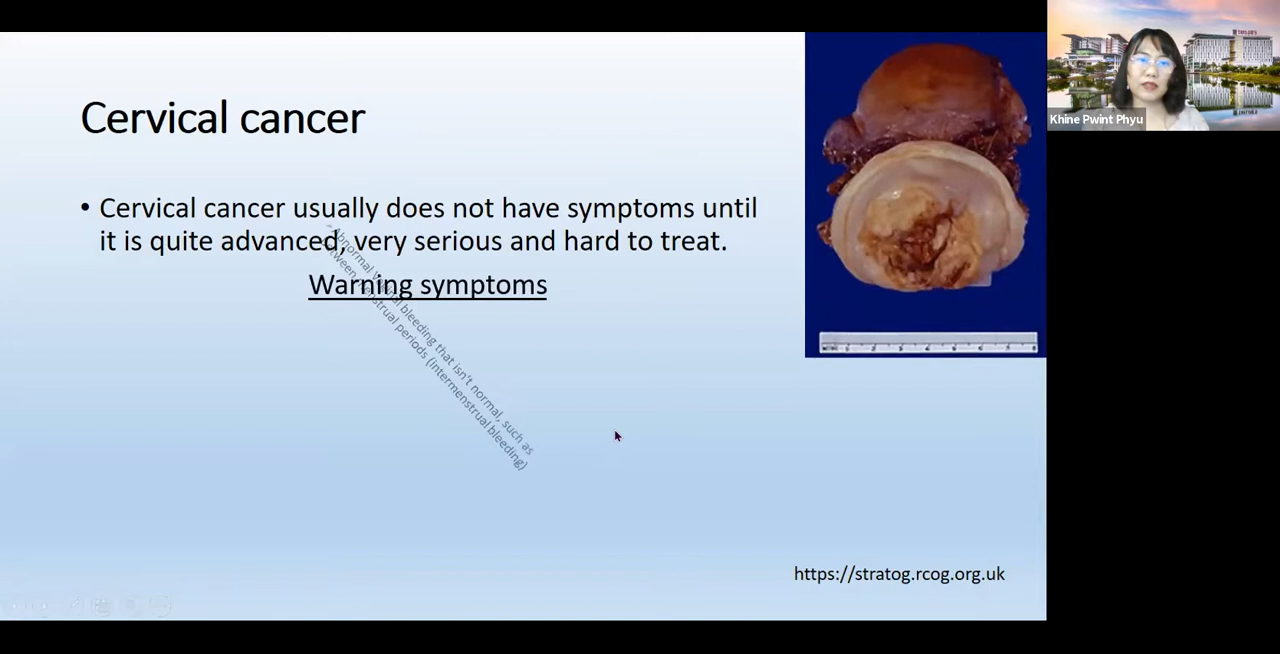 Cervical cancer
• Cervical cancer usually does not have symptoms until
it is quite advanced, very serious and hard to treat.
Warning symptoms
bleeding that isn't normal, such as
between menstrual periods (intermenstrual bleeding)
https://stratog.rcog.org.uk
Khine Pwint Phyu